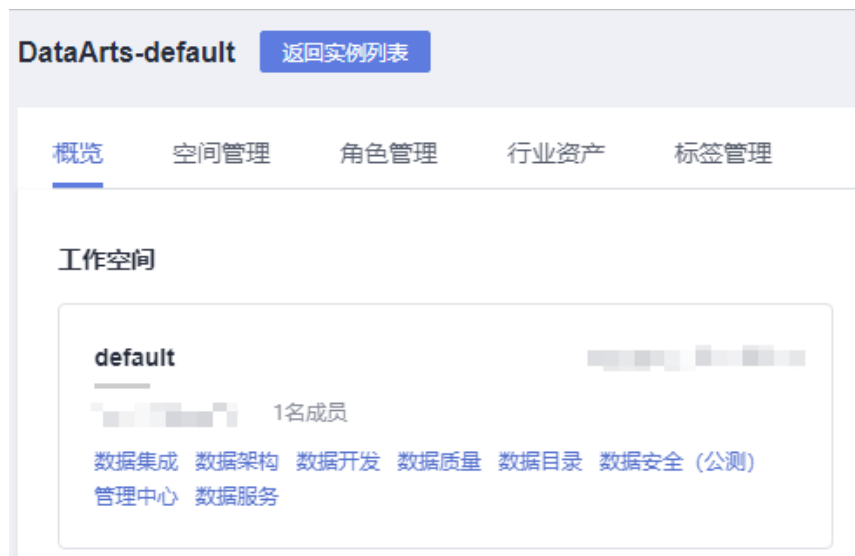 DataArts-default 返回实例列表
概览 空间管理 角色管理 行业资产 标签管理
工作空间
default
1名成员
数据集成 数据架构 数据开发 数据质量 数据目录 数据安全（公测）
管理中心 数据服务